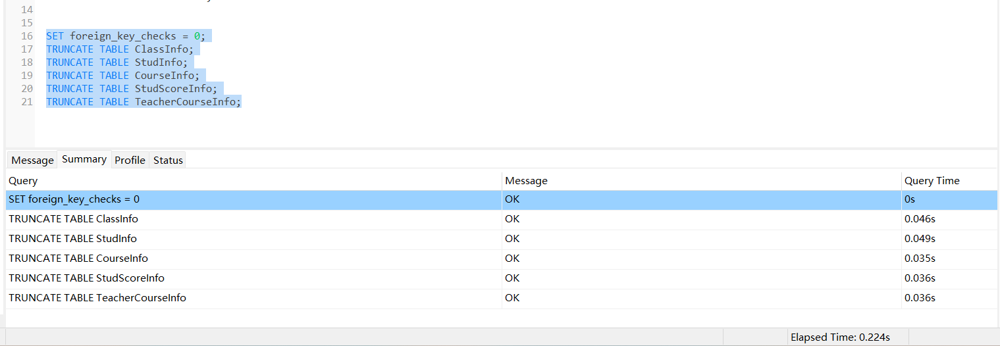 14
15
16 SET foreign_key_checks = 0;
17 TRUNCATE TABLE ClassInfo;
18 TRUNCATE TABLE StudInfo;
19 TRUNCATE TABLE CourseInfo;
20 TRUNCATE TABLE StudScoreInfo;
21 TRUNCATE TABLE TeacherCourseInfo;
Message Summary Profile Status
Query Message Query Time
SET foreign_key_checks = 0 OK 0s
TRUNCATE TABLE ClassInfo OK 0.046s
TRUNCATE TABLE StudInfo OK 0.049s
TRUNCATE TABLE CourseInfo OK 0.035s
TRUNCATE TABLE StudScoreInfo OK 0.036s
TRUNCATE TABLE TeacherCourseInfo OK 0.036s
Elapsed Time: 0.224s